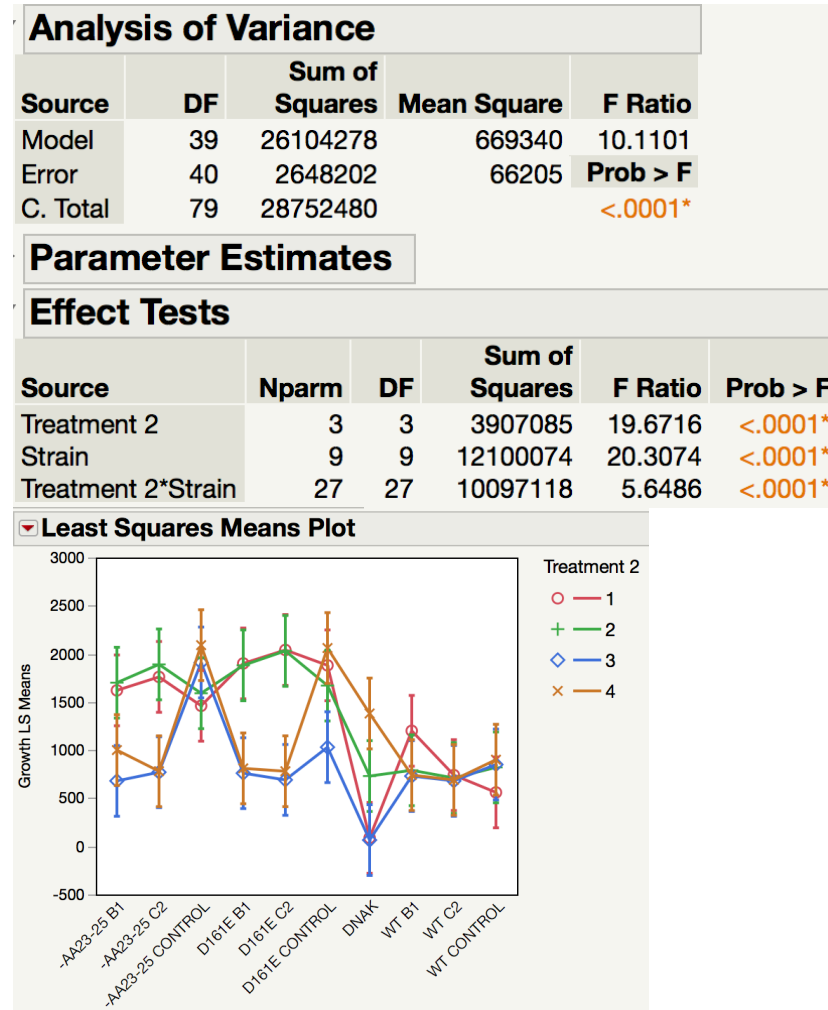 Analysis of Variance
Sum of
Source DF Squares Mean Square F Ratio
Model 39 26104278 669340 10.1101
Error 40 2648202 66205 Prob > F
C. Total 79 28752480 <.0001*
Parameter Estimates
Effect Tests
Sum of
Source Nparm DF Squares F Ratio Prob > F
Treatment 2 3 3 3907085 19.6716 <.0001*
Strain 9 9 12100074 20.3074 <.0001*
Treatment 2*Strain 27 27 10097118 5.6486 <.0001*
Least Squares Means Plot
Treatment 2
1
2
3
4
Growth LS Means
3000
2500
2000
1500
1000
500
0
-500
-AA23-25 B1
-AA23-25 C2
-AA23-25 CONTROL
D161E B1
D161E C2
D161E CONTROL
DNAK
WT B1
WT C2
WT CONTROL